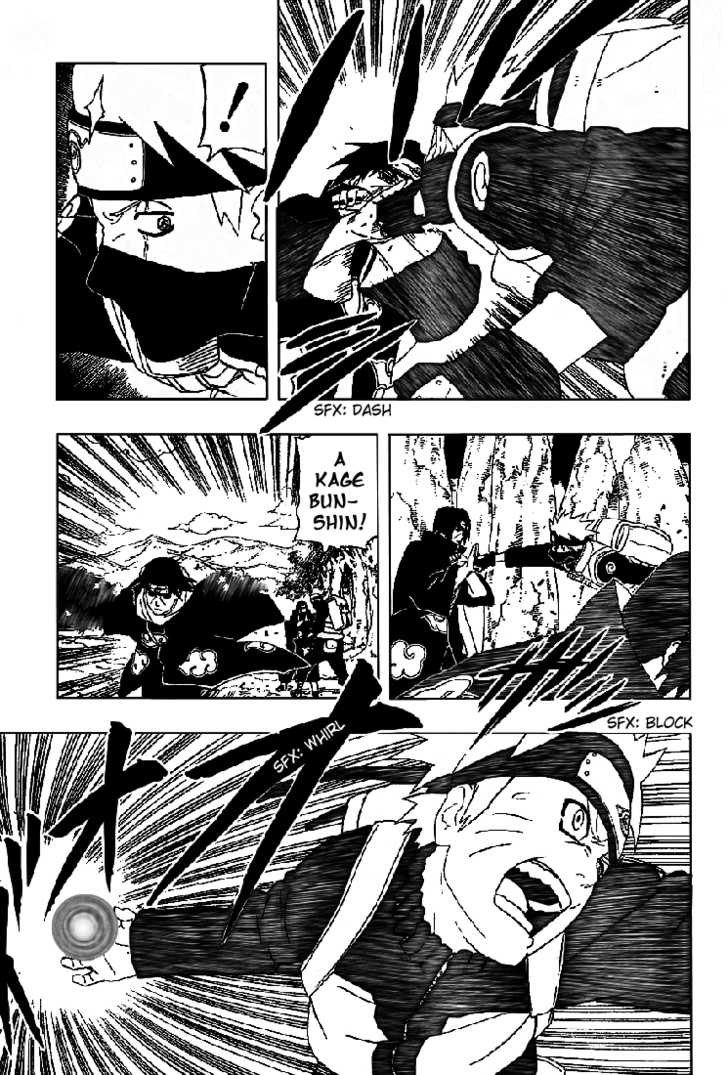 !
SFX: DASH
A
KAGE
BUN-
SHIN!
SFX: BLOCK
SFX: WHIRL